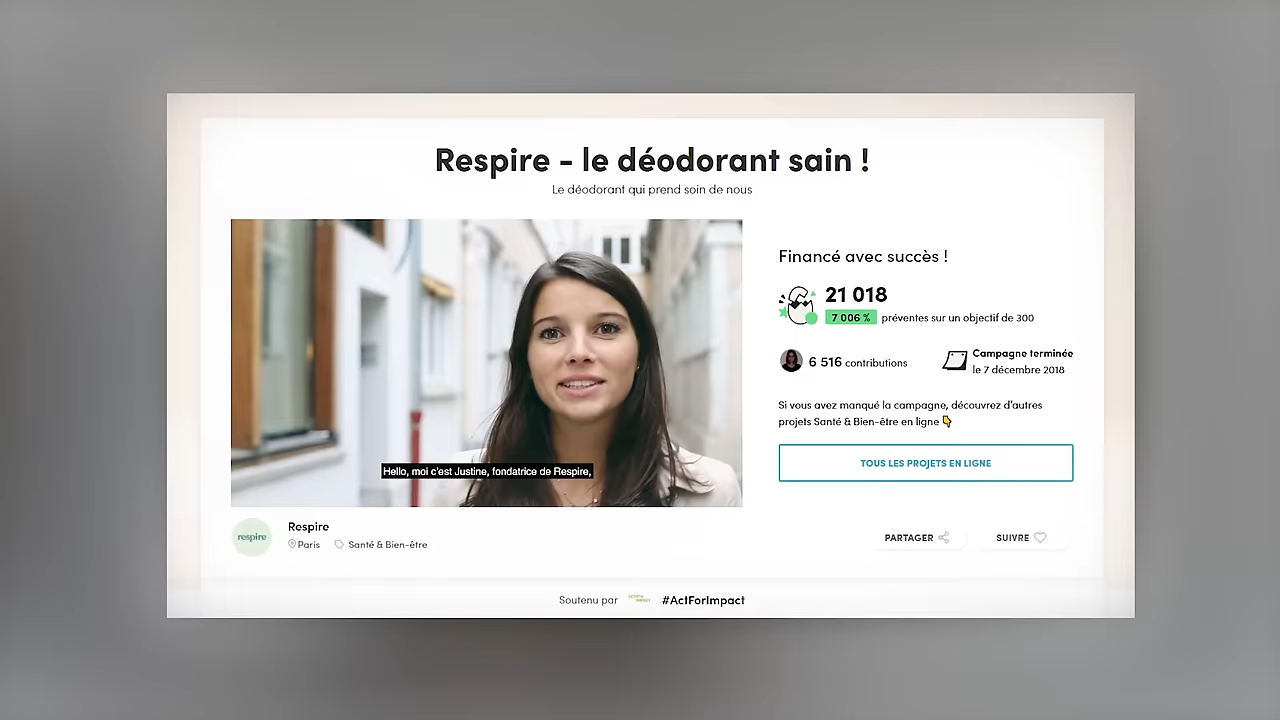 Respire - le déodorant sain !
Le déodorant qui prend soin de nous
Hello, moi c'est Justine, fondatrice de Respire,
Financé avec succès !
21 018
7 006 % préventes sur un objectif de 300
6 516 contributions
Campagne terminée
le 7 décembre 2018
Si vous avez manqué la campagne, découvrez d'autres
projets Santé & Bien-être en ligne
TOUS LES PROJETS EN LIGNE
respire
Respire
Paris
Santé & Bien-être
PARTAGER
SUIVRE
Soutenu par
#ActForImpact